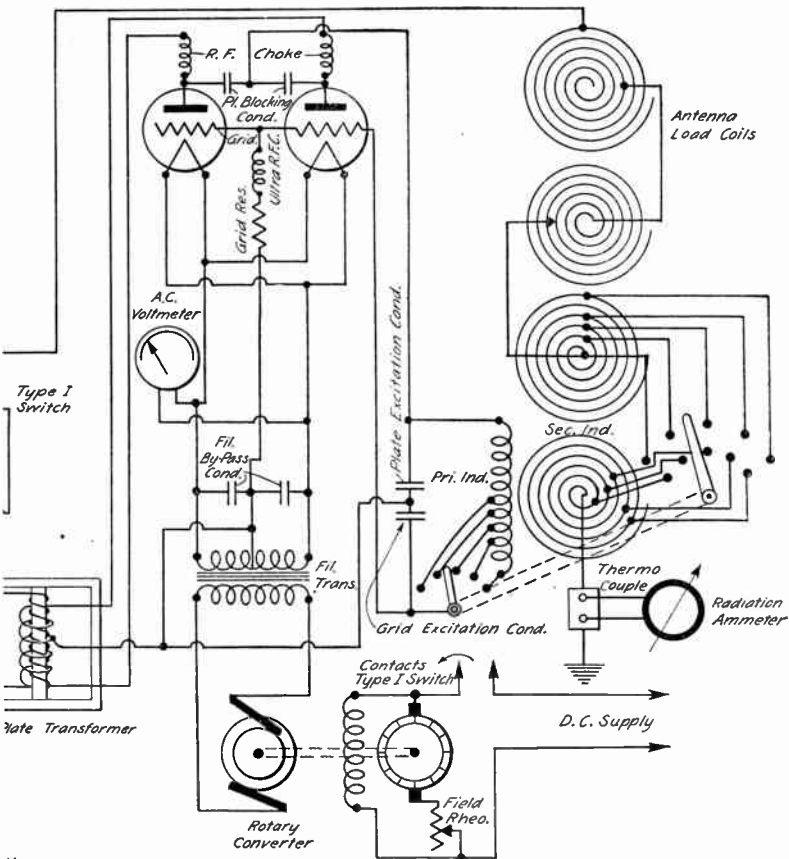 R.F. Choke
Pl. Blocking
Cond.
Grid.
Ultra R.F.C.
Grid Res.
Antenna
Load Coils
A.C.
Voltmeter
Type I
Switch
Plate Excitation Cond.
Sec. Ind.
Fil.
By-Pass
Cond.
Pri. Ind.
Fil.
Trans.
Thermo
Couple
Radiation
Ammeter
Grid Excitation Cond.
Contacts
Type I Switch
D.C. Supply
Plate Transformer
Field
Rheo.
Rotary
Converter